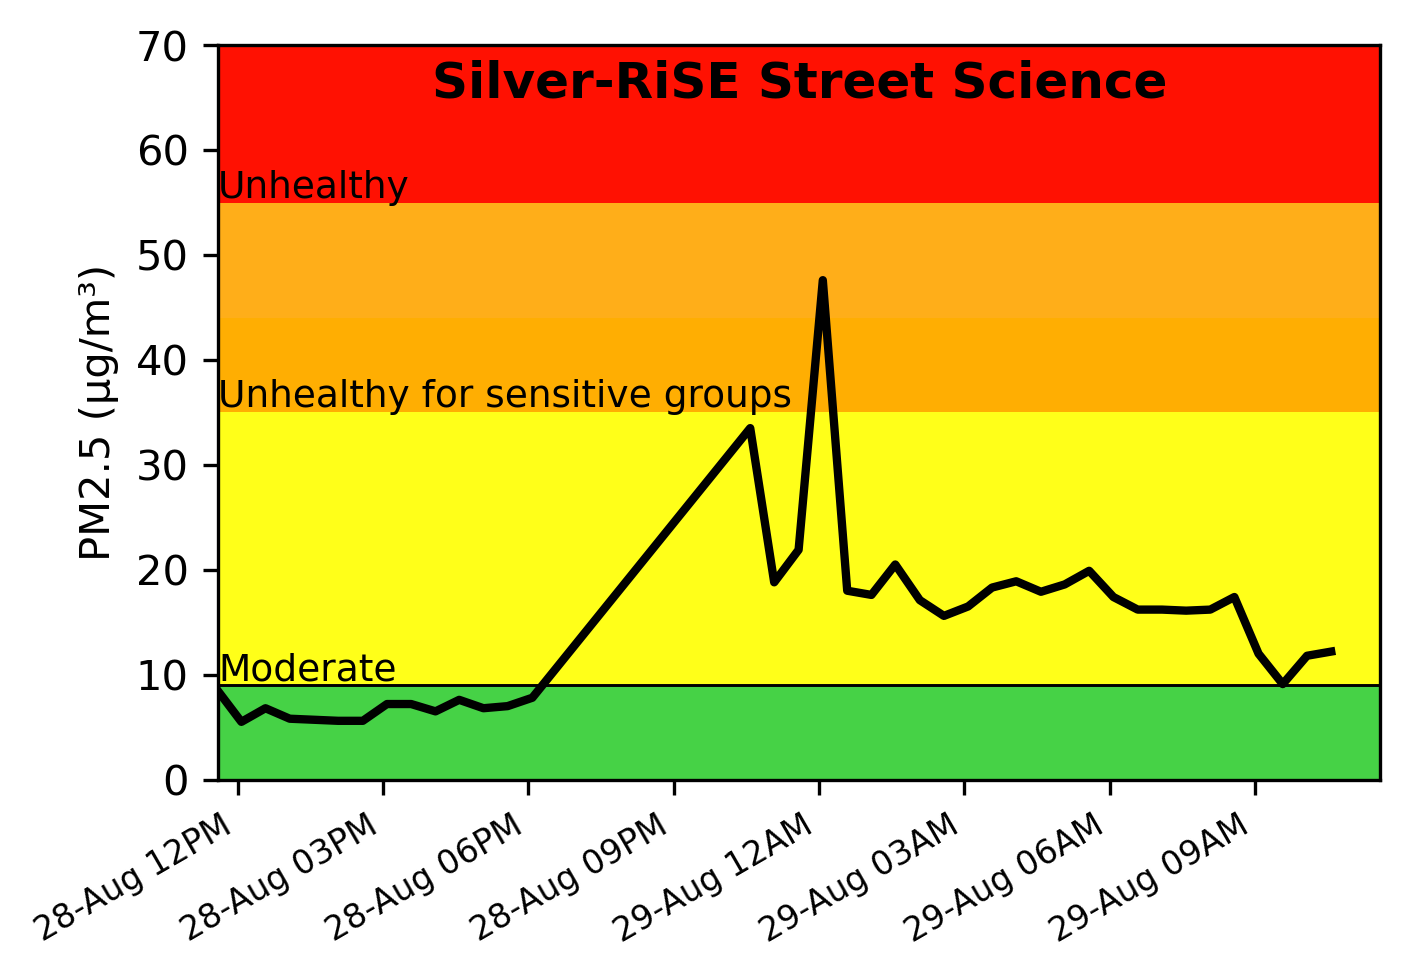 Silver-RiSE Street Science
70
60
Unhealthy
50
40
Unhealthy for sensitive groups
30
20
10
Moderate
0
PM2.5 (µg/m³)
28-Aug 12PM
28-Aug 03PM
28-Aug 06PM
28-Aug 09PM
29-Aug 12AM
29-Aug 03AM
29-Aug 06AM
29-Aug 09AM